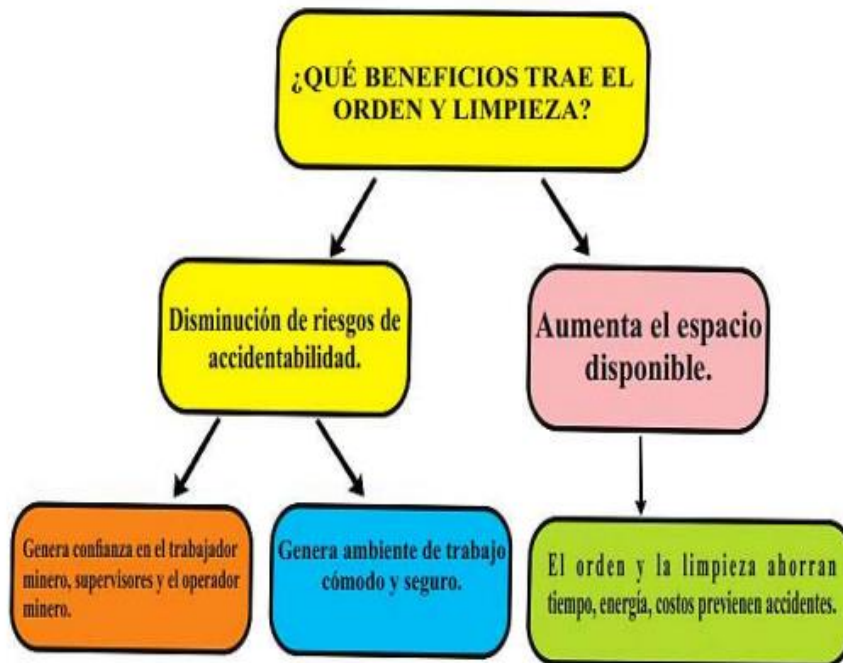 ¿QUÉ BENEFICIOS TRAE EL
ORDEN Y LIMPIEZA?
Disminución de riesgos de
accidentabilidad.
Aumenta el espacio
disponible.
Genera confianza en el trabajador
minero, supervisores y el operador
minero.
Genera ambiente de trabajo
cómodo y seguro.
El orden y la limpieza ahorran
tiempo, energía, costos previenen accidentes.